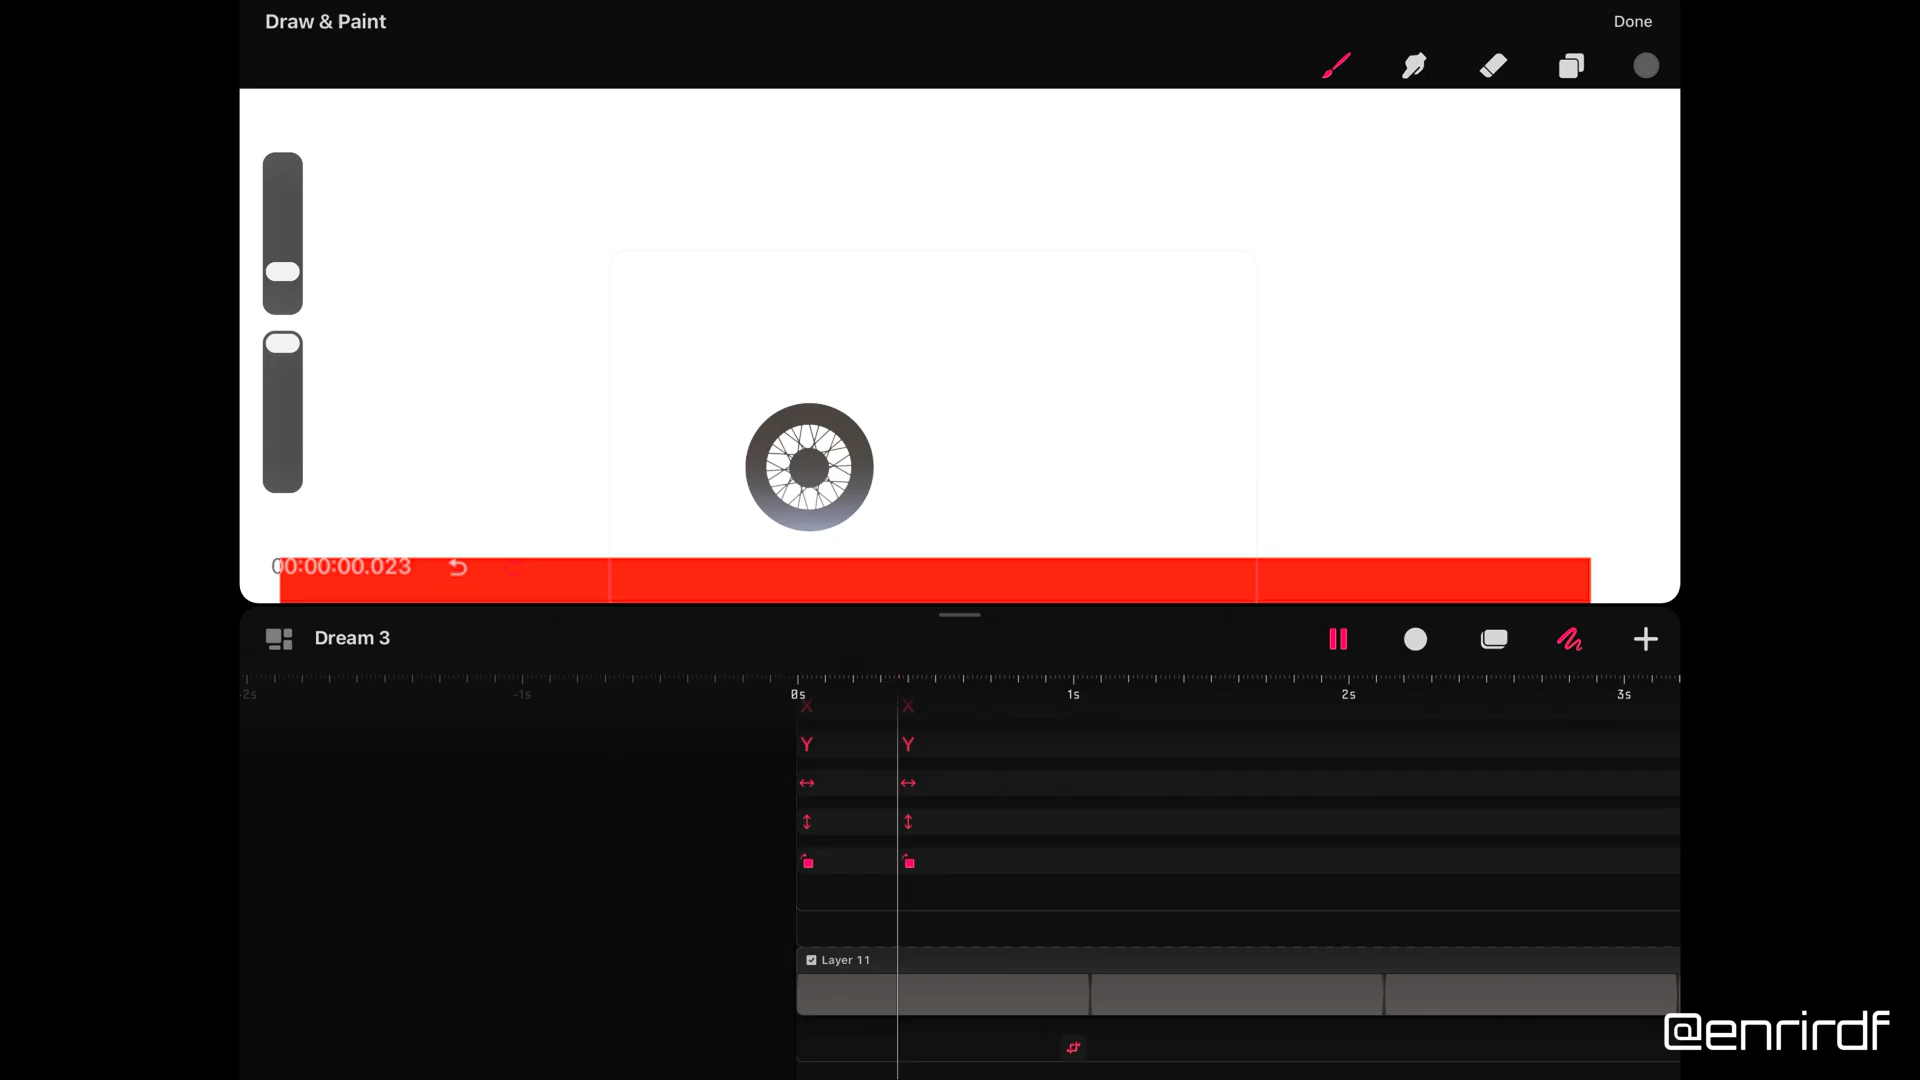 Draw & Paint
Done
00:00:00.023
Dream 3
-2s
-1s
0s
1s
2s
3s
X
X
Y
Y
Layer 11
@enrirdf